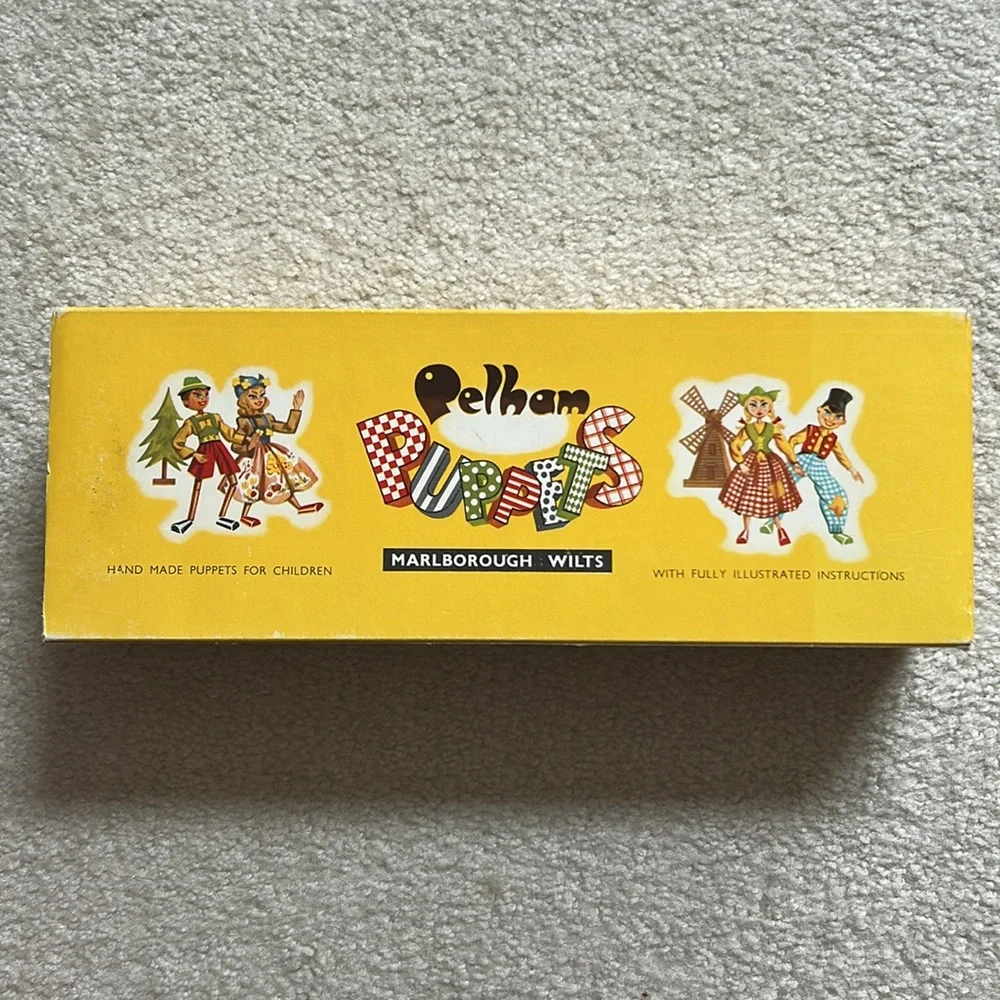 Pelham
PUPPETS
MARLBOROUGH WILTS
HAND MADE PUPPETS FOR CHILDREN
WITH FULLY ILLUSTRATED INSTRUCTIONS